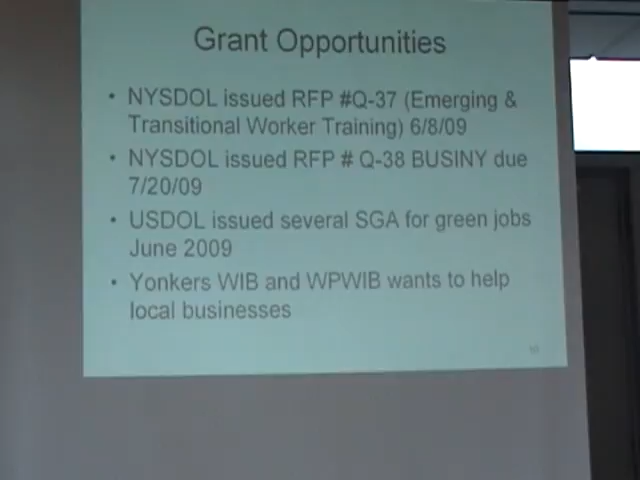 Grant Opportunities
• NYSDOL issued RFP #Q-37 (Emerging &
Transitional Worker Training) 6/8/09
• NYSDOL issued RFP # Q-38 BUSINY due
7/20/09
• USDOL issued several SGA for green jobs
June 2009
• Yonkers WIB and WPWIB wants to help
local businesses